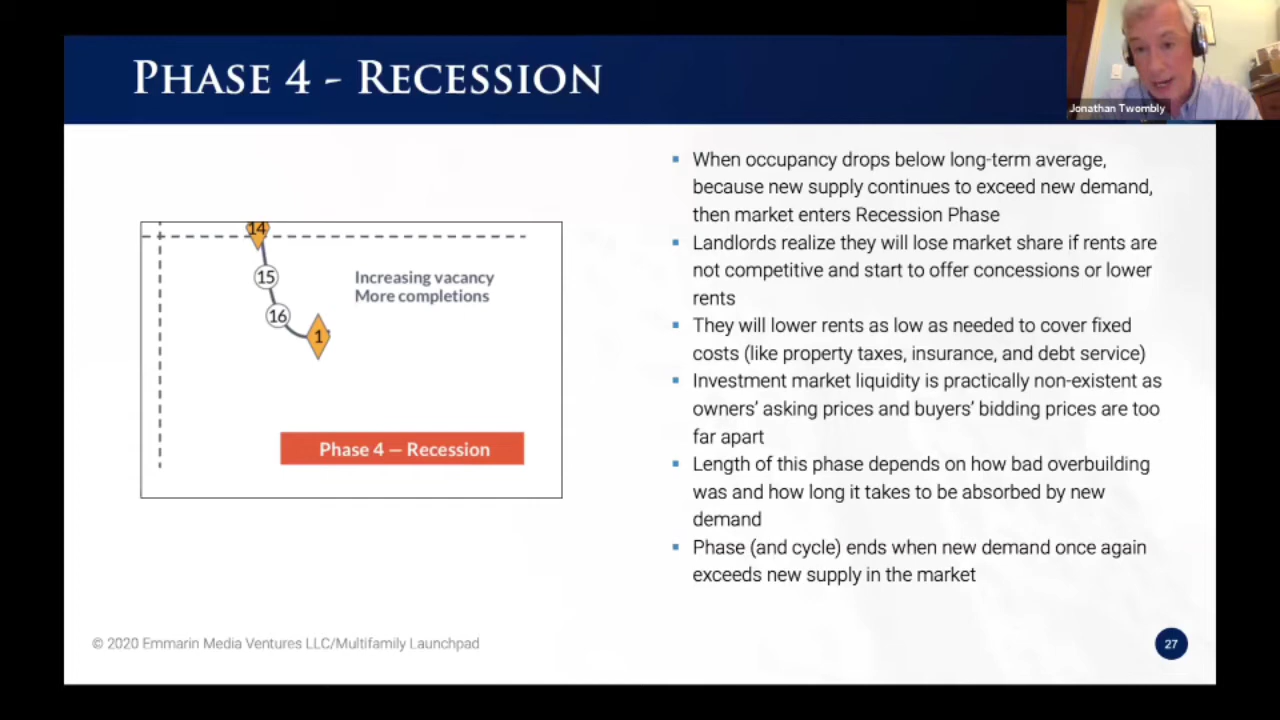 PHASE 4 - RECESSION
Jonathan Twombly
14
15
16
1
Increasing vacancy
More completions
Phase 4 — Recession
▪ When occupancy drops below long-term average,
because new supply continues to exceed new demand,
then market enters Recession Phase
▪ Landlords realize they will lose market share if rents are
not competitive and start to offer concessions or lower
rents
▪ They will lower rents as low as needed to cover fixed
costs (like property taxes, insurance, and debt service)
▪ Investment market liquidity is practically non-existent as
owners’ asking prices and buyers’ bidding prices are too
far apart
▪ Length of this phase depends on how bad overbuilding
was and how long it takes to be absorbed by new
demand
▪ Phase (and cycle) ends when new demand once again
exceeds new supply in the market
© 2020 Emmarin Media Ventures LLC/Multifamily Launchpad
27